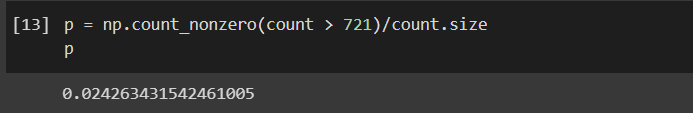 [13] p = np.count_nonzero(count > 721)/count.size
p
0.024263431542461005